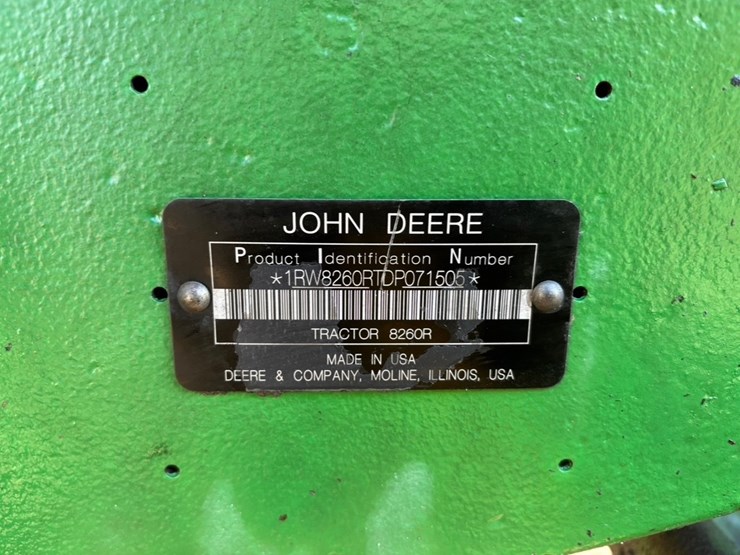 JOHN DEERE
Product Identification Number
*1RW8260RTDP071505*
TRACTOR 8260R
MADE IN USA
DEERE & COMPANY, MOLINE, ILLINOIS, USA